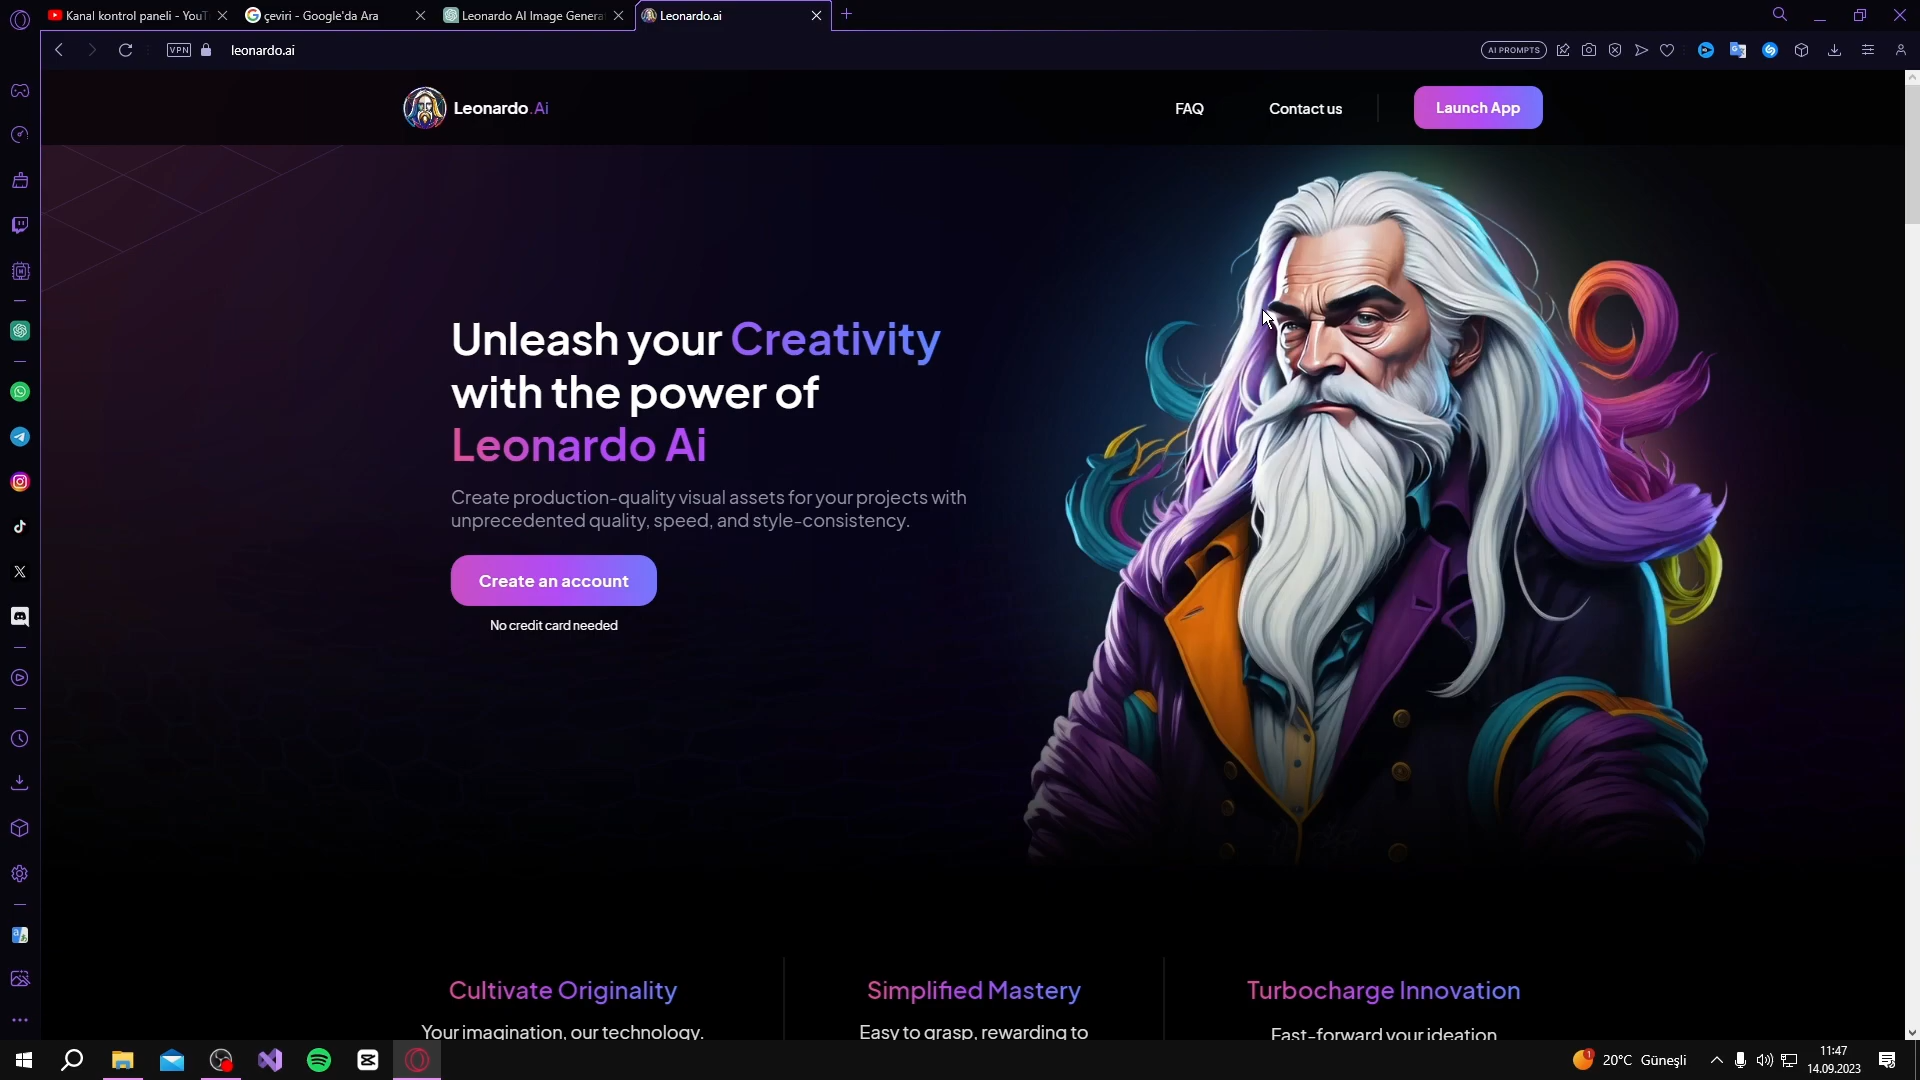 Kanal kontrol paneli - YouT
çeviri - Google'da Ara
Leonardo AI Image Genera
Leonardo.ai
VPN
leonardo.ai
AI PROMPTS
Leonardo.Ai
FAQ
Contact us
Launch App
Unleash your Creativity
with the power of
Leonardo Ai
Create production-quality visual assets for your projects with
unprecedented quality, speed, and style-consistency.
Create an account
No credit card needed
Cultivate Originality
Simplified Mastery
Turbocharge Innovation
Your imagination, our technology.
Easy to grasp, rewarding to
Fast-forward your ideation
1
20°C Güneşli
11:47
14.09.2023